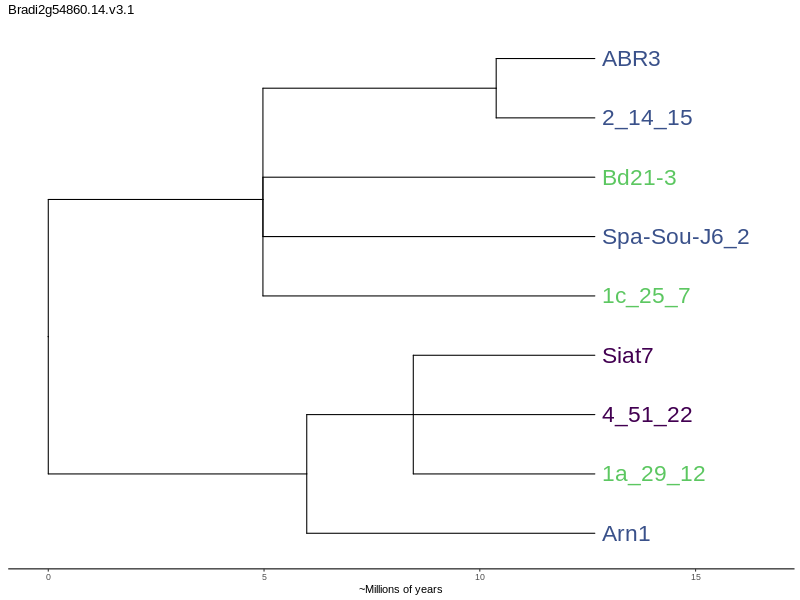 Bradi2g54860.14.v3.1
ABR3
2_14_15
Bd21-3
Spa-Sou-J6_2
1c_25_7
Siat7
4_51_22
1a_29_12
Arn1
0 5 10 15
~Millions of years